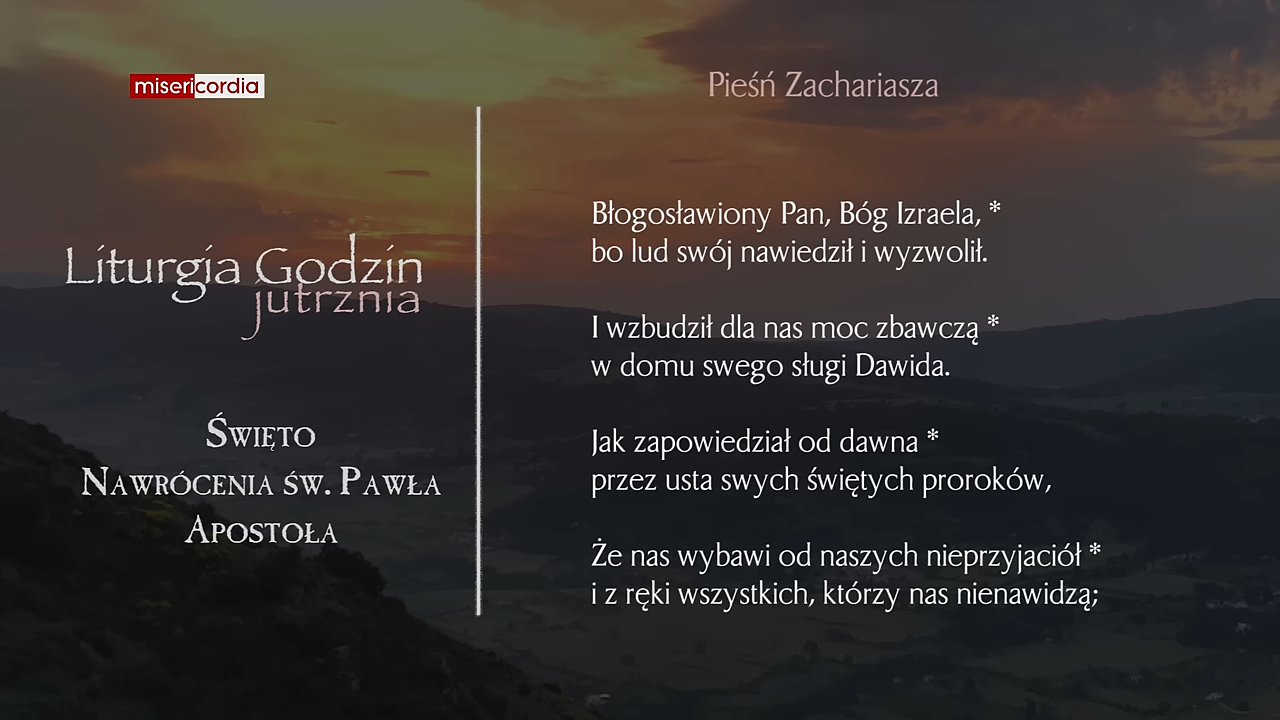 misericordia
Liturgia Godzin
jutrznia
Święto
Nawrócenia św. Pawła
Apostoła
Pieśń Zachariasza
Błogosławiony Pan, Bóg Izraela, *
bo lud swój nawiedził i wyzwolił.
I wzbudził dla nas moc zbawczą *
w domu swego sługi Dawida.
Jak zapowiedział od dawna *
przez usta swych świętych proroków,
Że nas wybawi od naszych nieprzyjaciół *
i z ręki wszystkich, którzy nas nienawidzą;